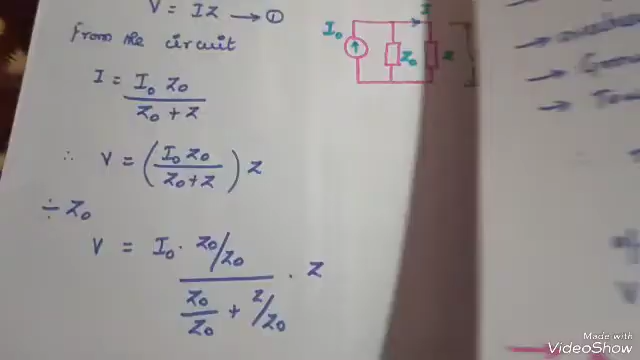 V = IZ → ①
from the circuit
I₀
I
Z₀
Z
I = I₀ Z₀ / Z₀ + Z
∴ V = (I₀ Z₀ / Z₀ + Z) Z
÷ Z₀
V = I₀ · Z₀/Z₀ / Z₀/Z₀ + Z/Z₀ · Z
Made with
VideoShow